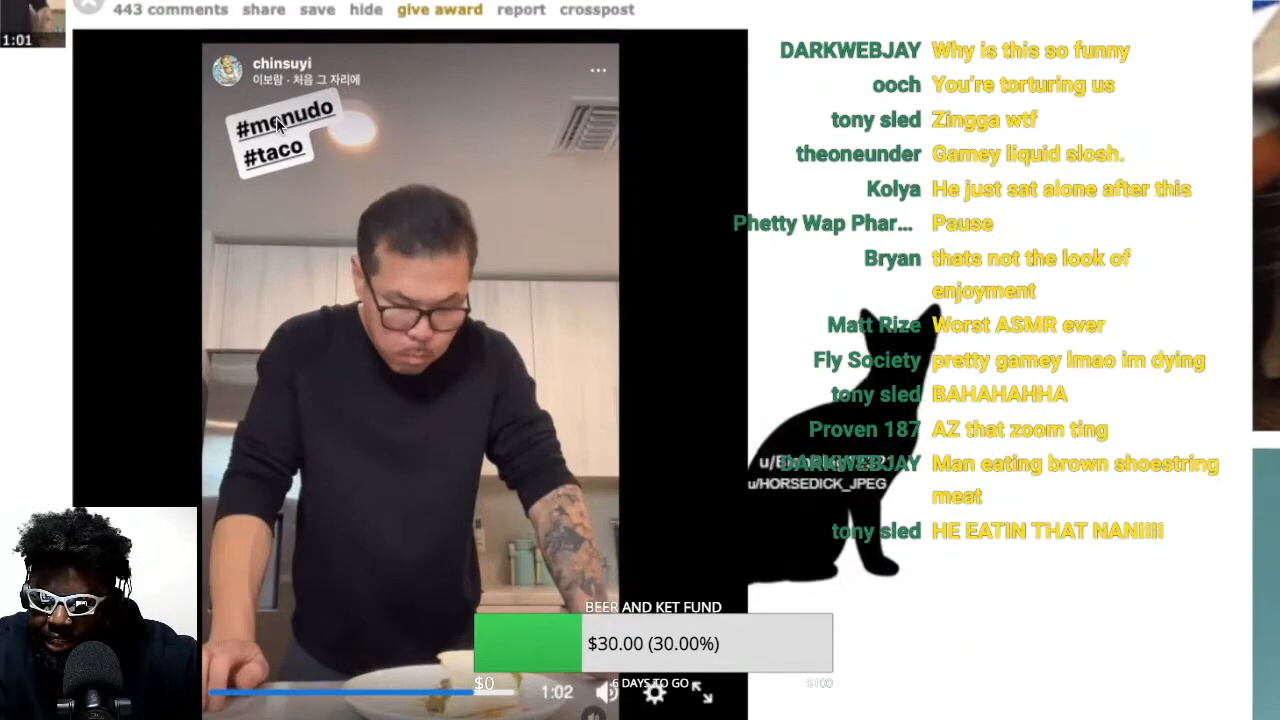 443 comments share save hide give award report crosspost
1:01
chinsuyi
이보람 · 처음 그 자리에
#menudo
#taco
DARKWEBJAY Why is this so funny
ooch You're torturing us
tony sled Zingga wtf
theoneunder Gamey liquid slosh.
Kolya He just sat alone after this
Phetty Wap Phar... Pause
Bryan thats not the look of
enjoyment
Matt Rize Worst ASMR ever
Fly Society pretty gamey lmao im dying
tony sled BAHAHAHHA
Proven 187 AZ that zoom ting
DARKWEBJAY Man eating brown shoestring
meat
u/HORSEDICK_JPEG
tony sled HE EATIN THAT NANIIII
BEER AND KET FUND
$30.00 (30.00%)
$0 6 DAYS TO GO $100
1:02